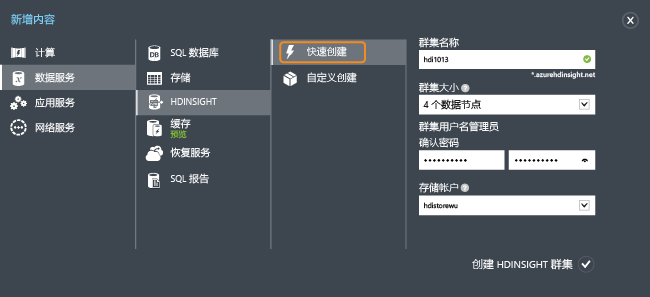 新增内容
计算
数据服务
应用服务
网络服务
SQL 数据库
存储
HDINSIGHT
缓存
预览
恢复服务
SQL 报告
快速创建
自定义创建
群集名称
hdi1013
*.azurehdinsight.net
群集大小
4 个数据节点
群集用户名管理员
确认密码
•••••••••• ••••••••••
存储帐户
hdistorewu
创建 HDINSIGHT 群集